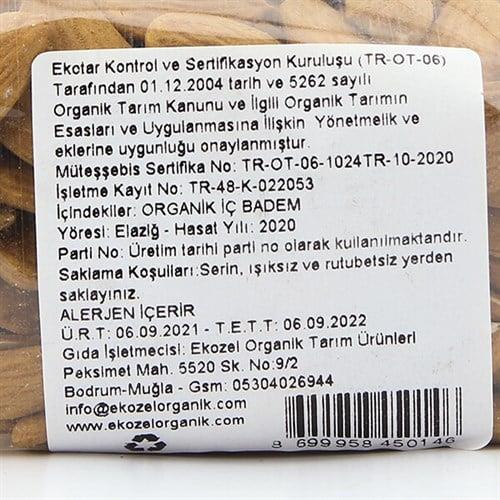 Ekotar Kontrol ve Sertifikasyon Kuruluşu (TR-OT-06)
Tarafından 01.12.2004 tarih ve 5262 sayılı
Organik Tarım Kanunu ve İlgili Organik Tarımın
Esasları ve Uygulanmasına İlişkin Yönetmelik ve
eklerine uygunluğu onaylanmıştır.
Müteşşebis Sertifika No: TR-OT-06-1024TR-10-2020
İşletme Kayıt No: TR-48-K-022053
İçindekiler: ORGANİK İÇ BADEM
Yöresi: Elazığ - Hasat Yılı: 2020
Parti No: Üretim tarihi parti no olarak kullanılmaktandır.
Saklama Koşulları:Serin, ışıksız ve rutubetsiz yerden
saklayınız.
ALERJEN İÇERİR
Ü.R.T: 06.09.2021 - T.E.T.T: 06.09.2022
Gıda İşletmecisi: Ekozel Organik Tarım Ürünleri
Peksimet Mah. 5520 Sk. No:9/2
Bodrum-Muğla - Gsm: 05304026944
info@ekozelorganik.com
www.ekozelorganik.com
8 699958 450146